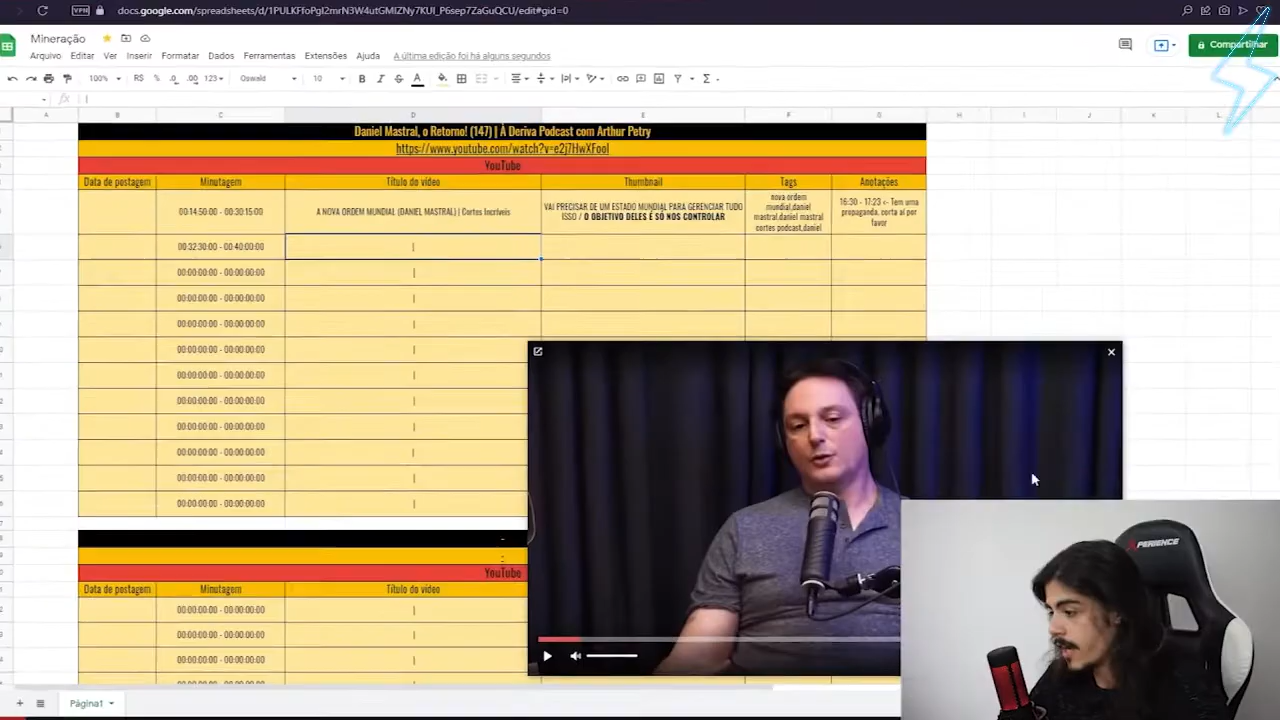 VPN docs.google.com/spreadsheets/d/1PULKFfoPgI2mrN3W4utGMlZNy7KUI_P6sep7ZaGuQCU/edit#gid=0
Mineração
Arquivo Editar Ver Inserir Formatar Dados Ferramentas Extensões Ajuda A última edição foi há alguns segundos
Compartilhar
100% R$ % .0 .00 123 Oswald 10
A B C D E F G H I J K L
Daniel Mastral, o Retorno! (147) | À Deriva Podcast com Arthur Petry
https://www.youtube.com/watch?v=e2j7HwXFooI
YouTube
Data de postagem Minutagem Título do vídeo Thumbnail Tags Anotações
00:14:50:00 - 00:30:15:00
A NOVA ORDEM MUNDIAL (DANIEL MASTRAL) | Cortes Incríveis
VAI PRECISAR DE UM ESTADO MUNDIAL PARA GERENCIAR TUDO
ISSO / O OBJETIVO DELES É SÓ NOS CONTROLAR
nova ordem
mundial,daniel
mastral,daniel mastral
cortes podcast,daniel
16:30 - 17:23 <- Tem uma
propaganda, corta aí por
favor
00:32:30:00 - 00:40:00:00 |
00:00:00:00 - 00:00:00:00 |
00:00:00:00 - 00:00:00:00 |
00:00:00:00 - 00:00:00:00 |
00:00:00:00 - 00:00:00:00 |
00:00:00:00 - 00:00:00:00 |
00:00:00:00 - 00:00:00:00 |
00:00:00:00 - 00:00:00:00 |
00:00:00:00 - 00:00:00:00 |
00:00:00:00 - 00:00:00:00 |
00:00:00:00 - 00:00:00:00 |
YouTube
Data de postagem Minutagem Título do vídeo
00:00:00:00 - 00:00:00:00 |
00:00:00:00 - 00:00:00:00 |
00:00:00:00 - 00:00:00:00 |
XPERIENCE
Página1